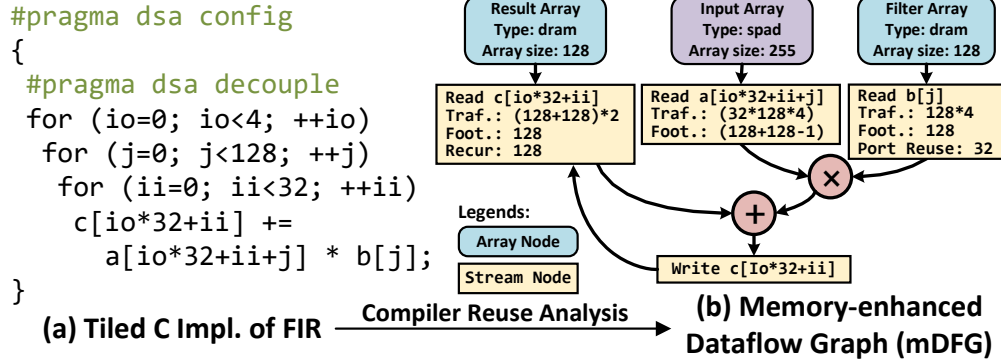 #pragma dsa config
{
#pragma dsa decouple
for (io=0; io<4; ++io)
for (j=0; j<128; ++j)
for (ii=0; ii<32; ++ii)
c[io*32+ii] +=
a[io*32+ii+j] * b[j];
}
(a) Tiled C Impl. of FIR
Compiler Reuse Analysis
Result Array
Type: dram
Array size: 128
Input Array
Type: spad
Array size: 255
Filter Array
Type: dram
Array size: 128
Read c[io*32+ii]
Traf.: (128+128)*2
Foot.: 128
Recur: 128
Read a[io*32+ii+j]
Traf.: (32*128*4)
Foot.: (128+128-1)
Read b[j]
Traf.: 128*4
Foot.: 128
Port Reuse: 32
×
+
Legends:
Array Node
Stream Node
Write c[Io*32+ii]
(b) Memory-enhanced
Dataflow Graph (mDFG)